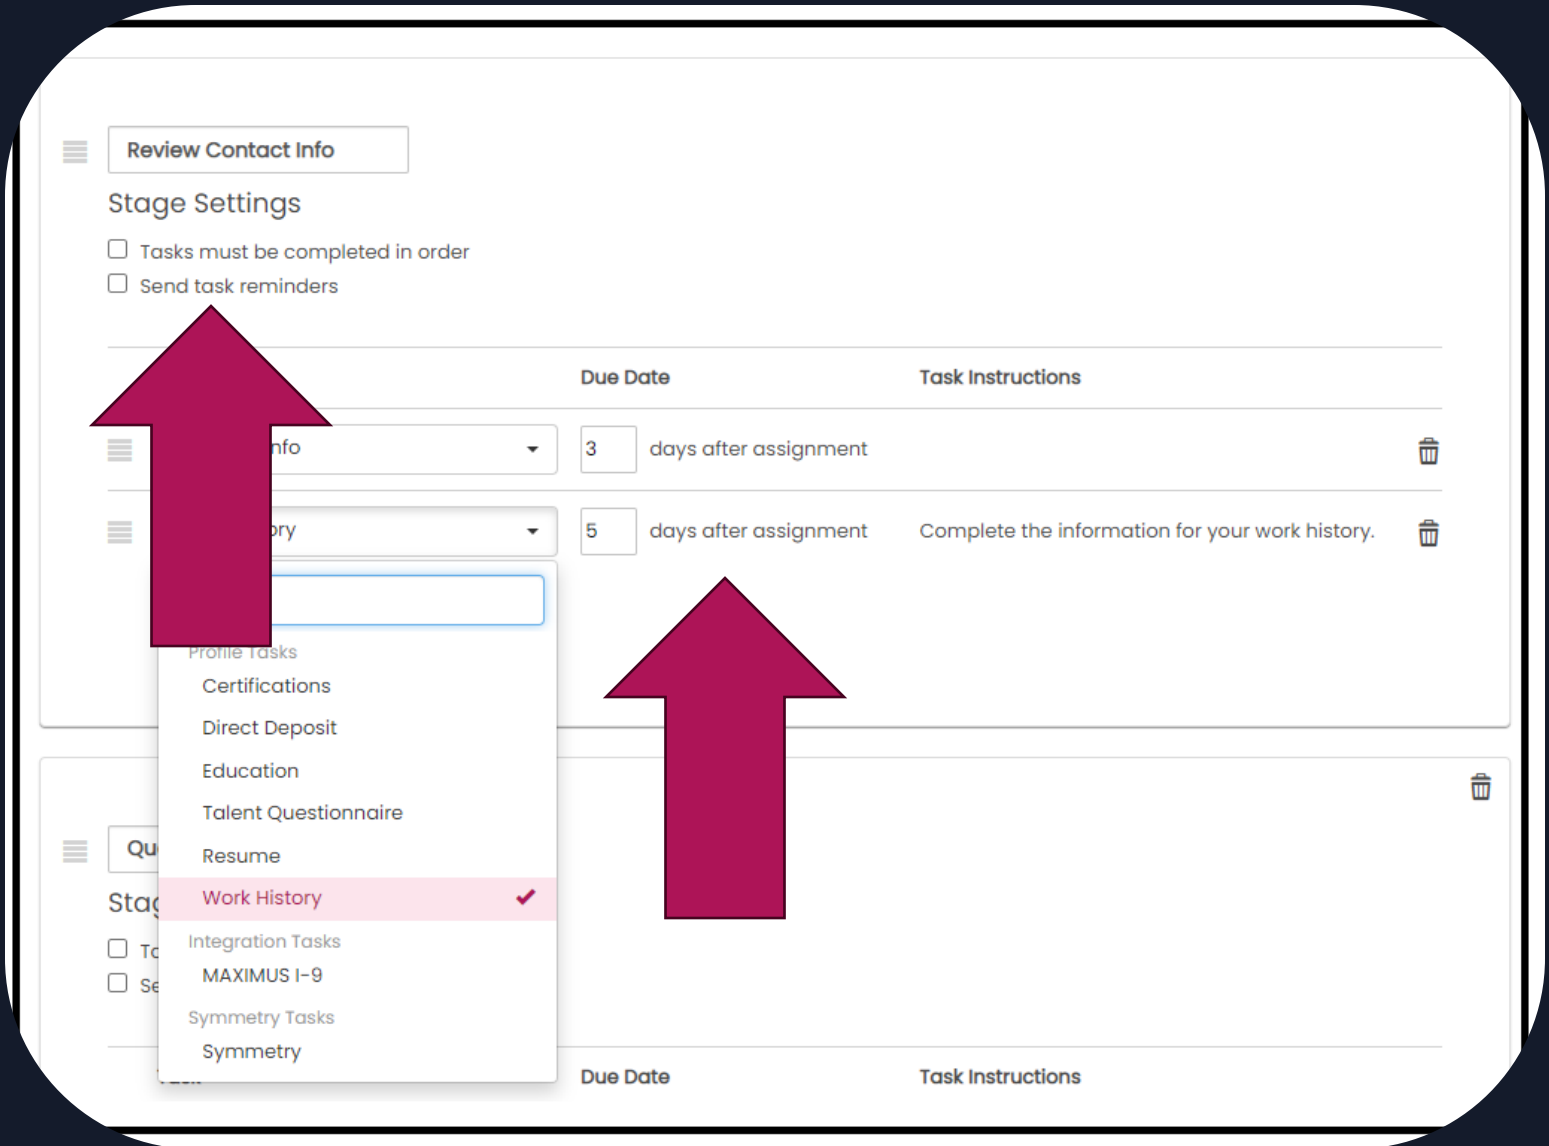 Review Contact Info
Stage Settings
Tasks must be completed in order
Send task reminders
Due Date Task Instructions
nfo 3 days after assignment
ory 5 days after assignment Complete the information for your work history.
Profile Tasks
Certifications
Direct Deposit
Education
Talent Questionnaire
Resume
Qu
Work History
Stag
Integration Tasks
To
MAXIMUS I-9
Se
Symmetry Tasks
Symmetry
Due Date Task Instructions